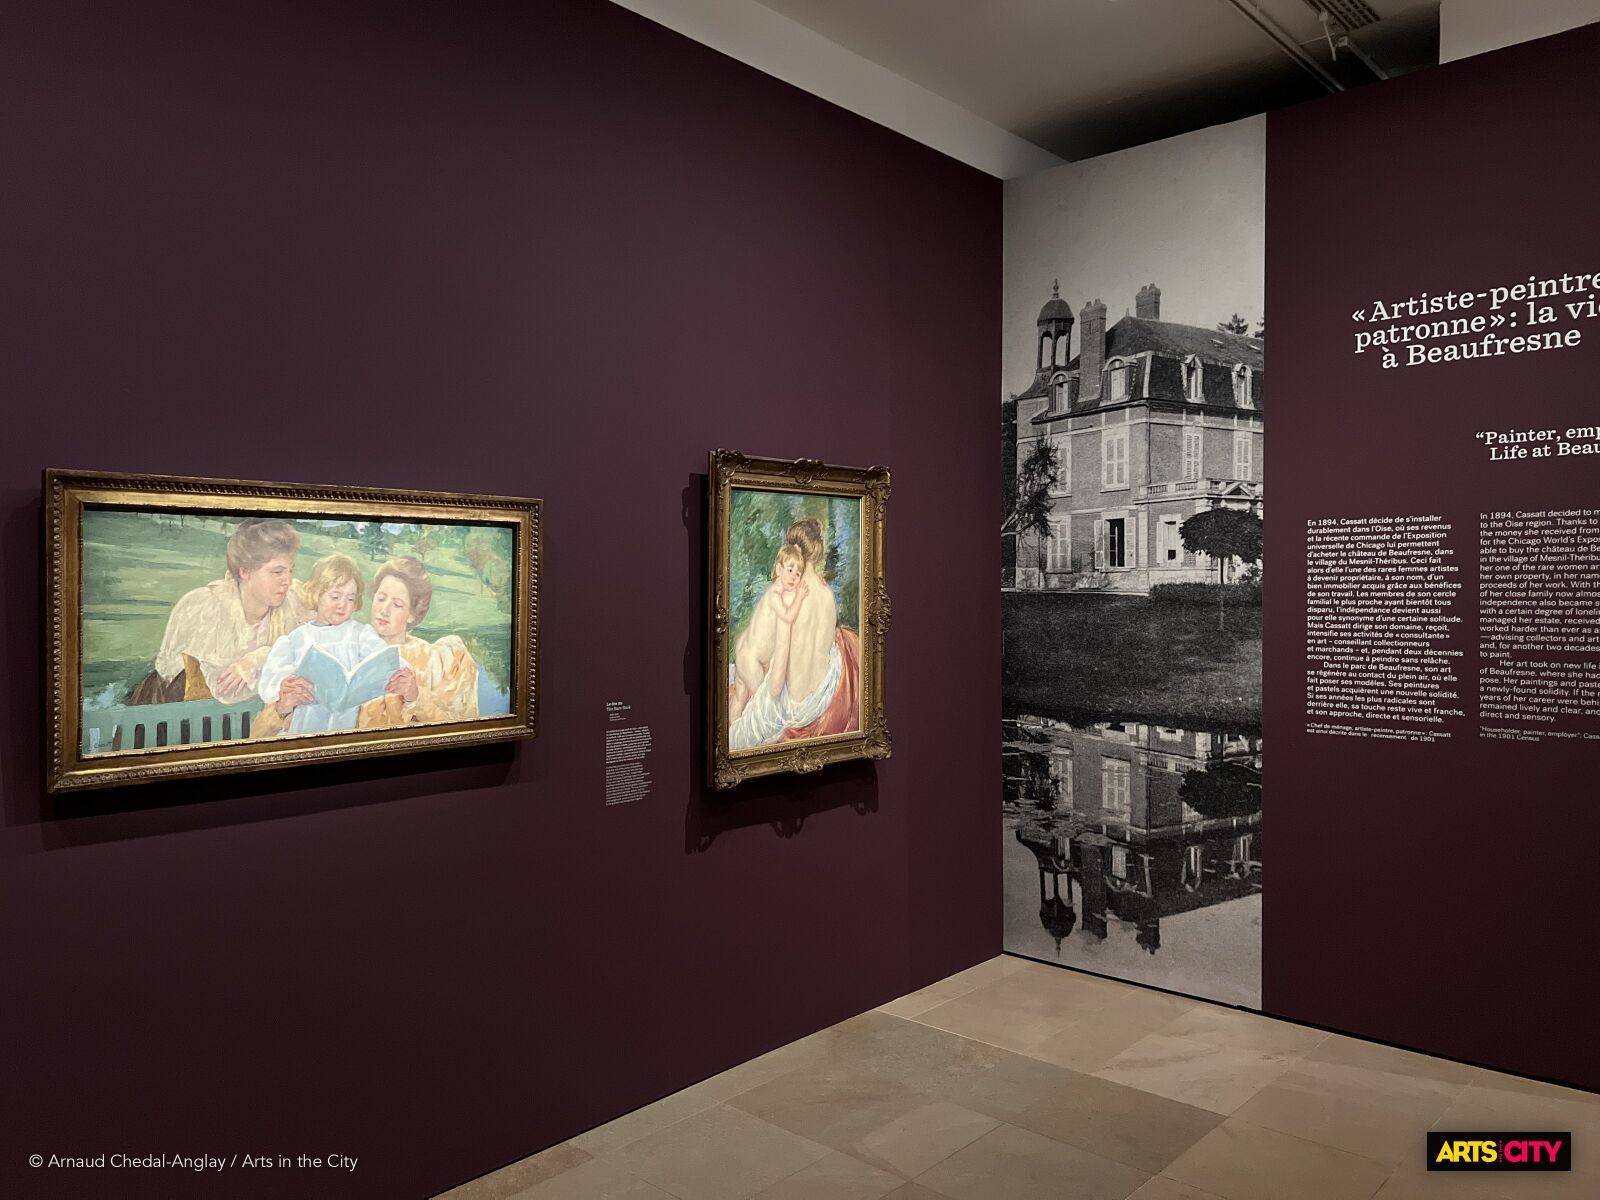 «Artiste-peintre
patronne»: la vie
à Beaufresne
“Painter, emp
Life at Beau
En 1894, Cassatt décide de s’installer
durablement dans l’Oise, où ses revenus
et la récente commande de l’Exposition
universelle de Chicago lui permettent
d’acheter le château de Beaufresne, dans
le village du Mesnil-Théribus. Ceci fait
alors d’elle l’une des rares femmes artistes
à devenir propriétaire, à son nom, d’un
bien immobilier acquis grâce aux bénéfices
de son travail. Les membres de son cercle
familial le plus proche ayant bientôt tous
disparu, l’indépendance devient aussi
pour elle synonyme d’une certaine solitude.
Mais Cassatt dirige son domaine, reçoit,
intensifie ses activités de «consultante»
en art – conseillant collectionneurs
et marchands – et, pendant deux décennies
encore, continue à peindre sans relâche.
Dans le parc de Beaufresne, son art
se régénère au contact du plein air, où elle
fait poser ses modèles. Ses peintures
et pastels acquièrent une nouvelle solidité.
Si ses années les plus radicales sont
derrière elle, sa touche reste vive et franche,
et son approche, directe et sensorielle.
«Chef de ménage, artiste-peintre, patronne»: Cassatt
est ainsi décrite dans le recensement de 1901
In 1894, Cassatt decided to m
to the Oise region. Thanks to
the money she received from
for the Chicago World’s Expos
able to buy the château de Be
in the village of Mesnil-Théribu
her one of the rare women ar
her own property, in her name
proceeds of her work. With th
of her close family now almos
independence also became s
with a certain degree of loneli
managed her estate, received
worked harder than ever as a
—advising collectors and art
and, for another two decades
to paint.
Her art took on new life i
of Beaufresne, where she had
pose. Her paintings and paste
a newly-found solidity. If the r
years of her career were behi
remained lively and clear, and
direct and sensory.
“Householder, painter, employer”: Cass
in the 1901 Census
Le dos nu
The Bare Back
© Arnaud Chedal-Anglay / Arts in the City
ARTS IN THE CITY